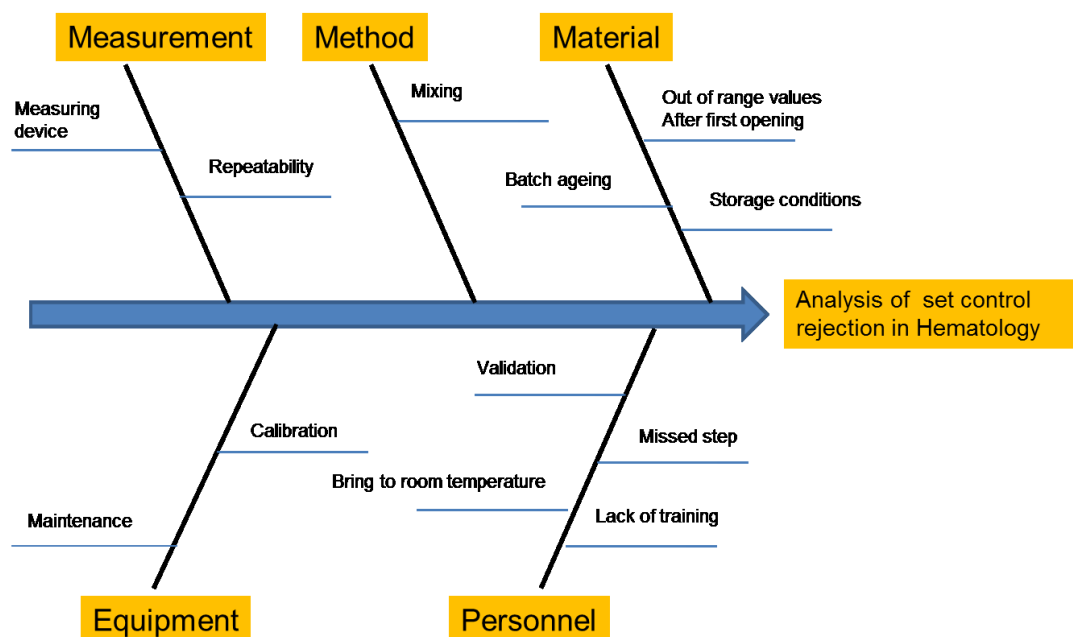 Measurement
Method
Material
Measuring
device
Repeatability
Mixing
Out of range values
After first opening
Batch ageing
Storage conditions
Analysis of  set control
rejection in Hematology
Validation
Calibration
Missed step
Bring to room temperature
Maintenance
Lack of training
Equipment
Personnel